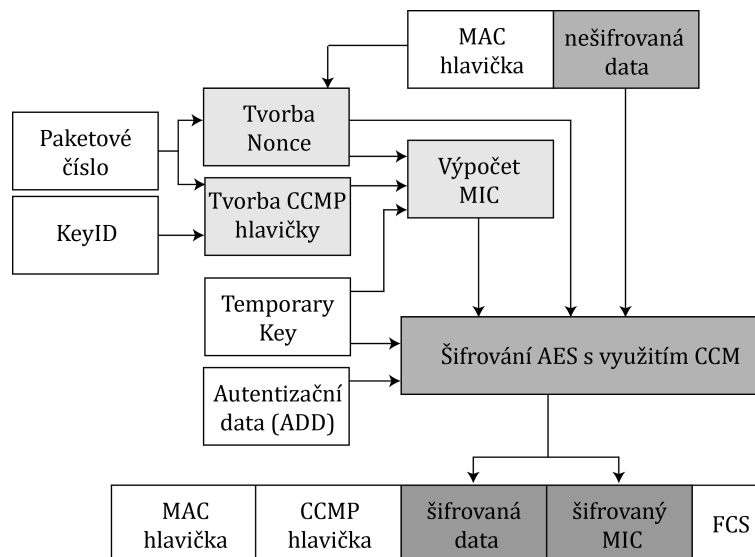 MAC
hlavička
nešifrovaná
data
Tvorba
Nonce
Paketové
číslo
Výpočet
MIC
Tvorba CCMP
hlavičky
KeyID
Temporary
Key
Šifrování AES s využitím CCM
Autentizační
data (ADD)
MAC
hlavička
CCMP
hlavička
šifrovaná
data
šifrovaný
MIC
FCS